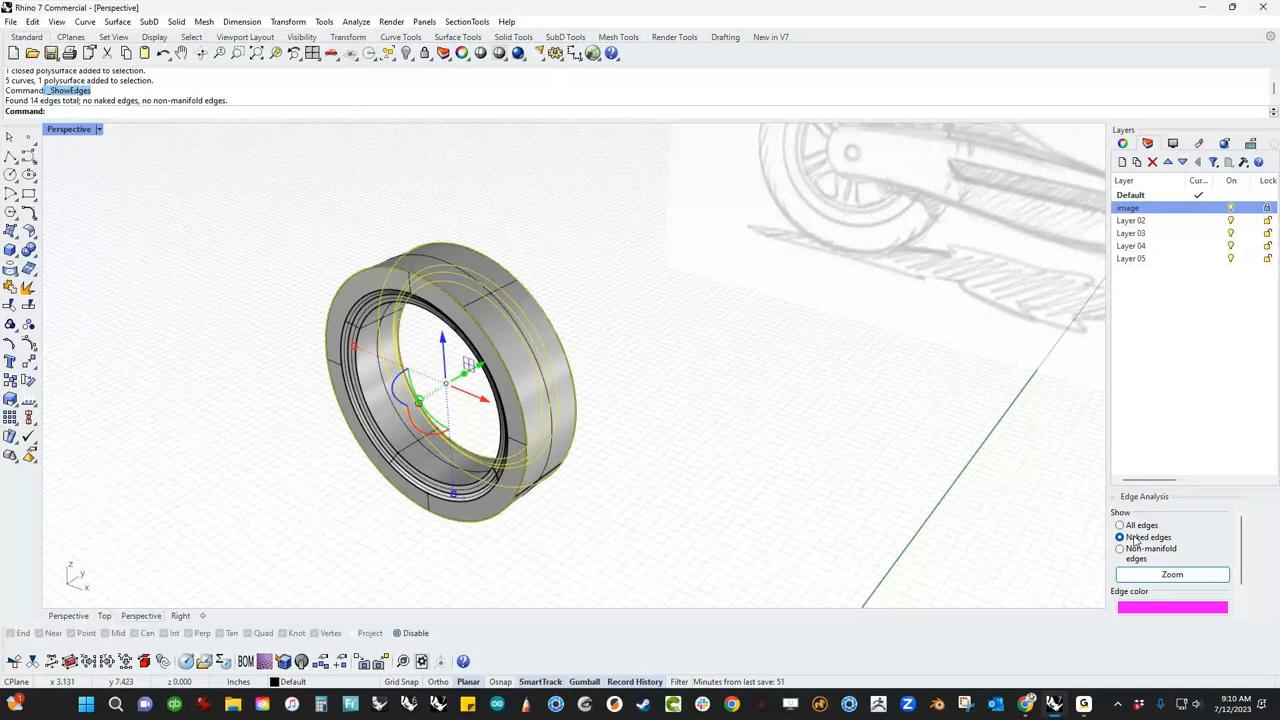 Rhino 7 Commercial - [Perspective]
File Edit View Curve Surface SubD Solid Mesh Dimension Transform Tools Analyze Render Panels SectionTools Help
Standard CPlanes Set View Display Select Viewport Layout Visibility Transform Curve Tools Surface Tools Solid Tools SubD Tools Mesh Tools Render Tools Drafting New in V7
1 closed polysurface added to selection.
5 curves, 1 polysurface added to selection.
Command: _ShowEdges
Found 14 edges total; no naked edges, no non-manifold edges.
Command:
Perspective
Layers
Layer Cur... On Lock
Default
image
Layer 02
Layer 03
Layer 04
Layer 05
Edge Analysis
Show
All edges
Naked edges
Non-manifold
edges
Zoom
Edge color
z
y
x
Perspective Top Perspective Right
End Near Point Mid Cen Int Perp Tan Quad Knot Vertex Project Disable
BOM
CPlane x 3.131 y 7.423 z 0.000 Inches Default Grid Snap Ortho Planar Osnap SmartTrack Gumball Record History Filter Minutes from last save: 51
9:10 AM
7/12/2023